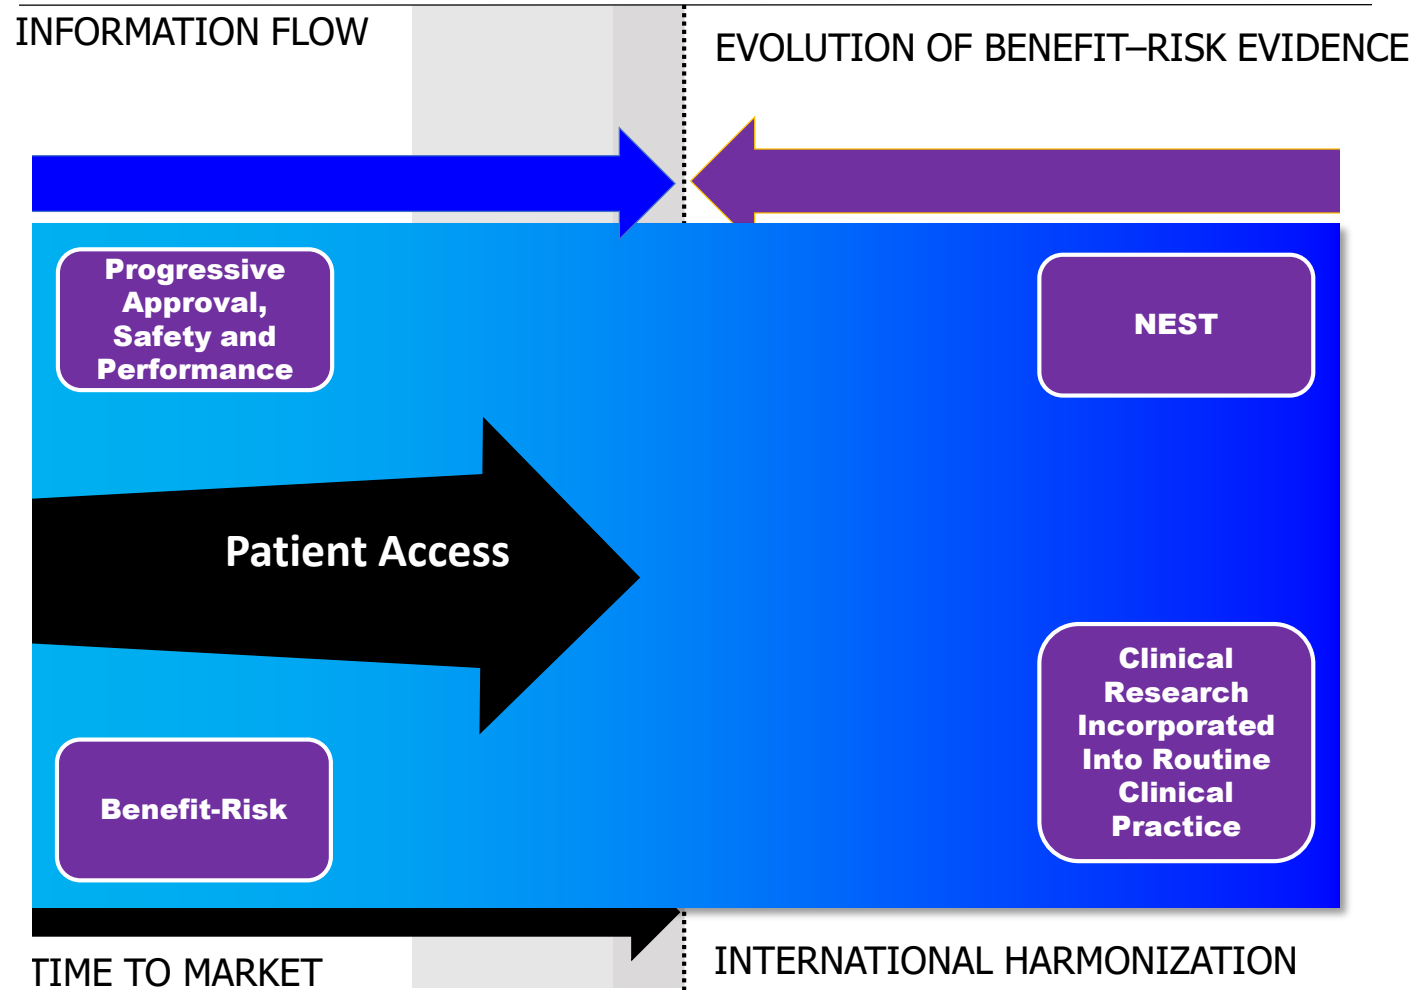 INFORMATION FLOW
EVOLUTION OF BENEFIT–RISK EVIDENCE
Progressive
Approval,
Safety and
Performance
NEST
Patient Access
Clinical
Research
Incorporated
Into Routine
Clinical
Practice
Benefit-Risk
TIME TO MARKET
INTERNATIONAL HARMONIZATION